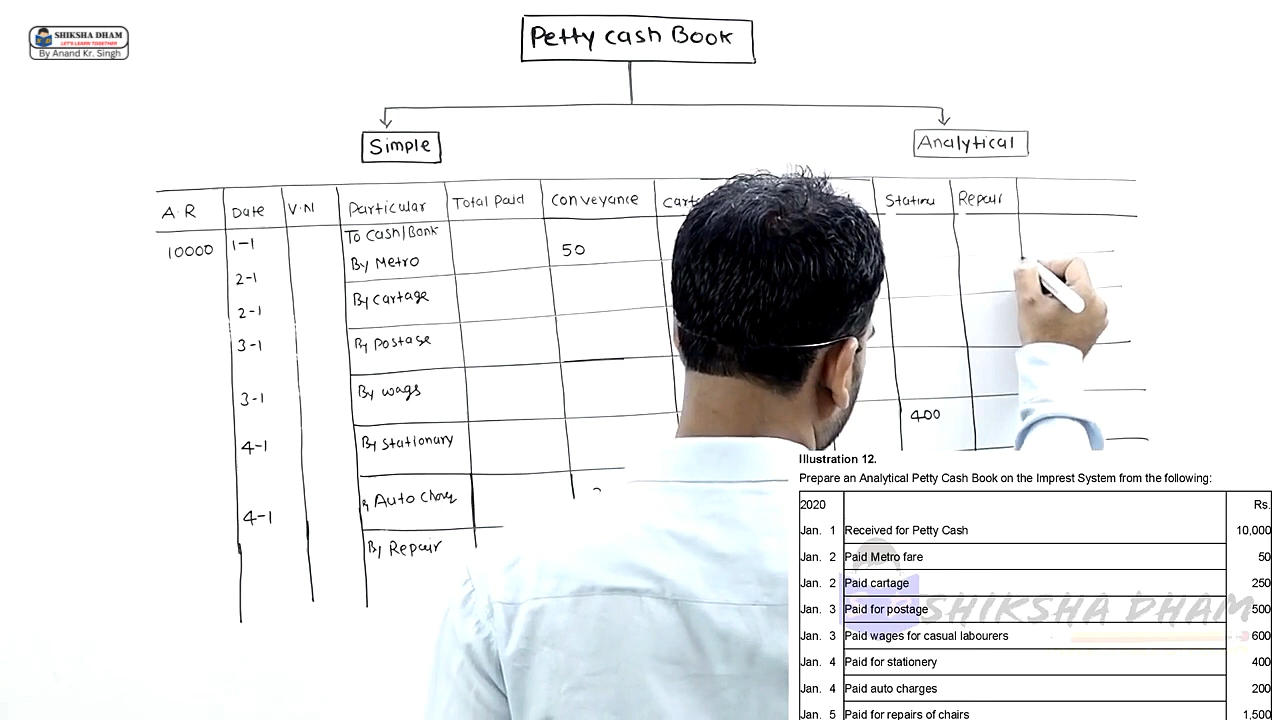 SHIKSHA DHAM
LET'S LEARN TOGETHER
By Anand Kr. Singh
Petty cash Book
Simple
Analytical
A.R Date V.N Particular Total Paid Conveyance Repair
10000 1-1 To Cash/Bank
By Metro 50
2-1
By Cartage
2-1
By Postage
3-1
By wags
3-1
400
By Stationary
4-1
Auto Charg
4-1
By Repair
Illustration 12.
Prepare an Analytical Petty Cash Book on the Imprest System from the following:
2020 Rs.
Jan. 1 Received for Petty Cash 10,000
Jan. 2 Paid Metro fare 50
Jan. 2 Paid cartage 250
Jan. 3 Paid for postage 500
Jan. 3 Paid wages for casual labourers 600
Jan. 4 Paid for stationery 400
Jan. 4 Paid auto charges 200
Jan. 5 Paid for repairs of chairs 1,500
SHIKSHA DHAM